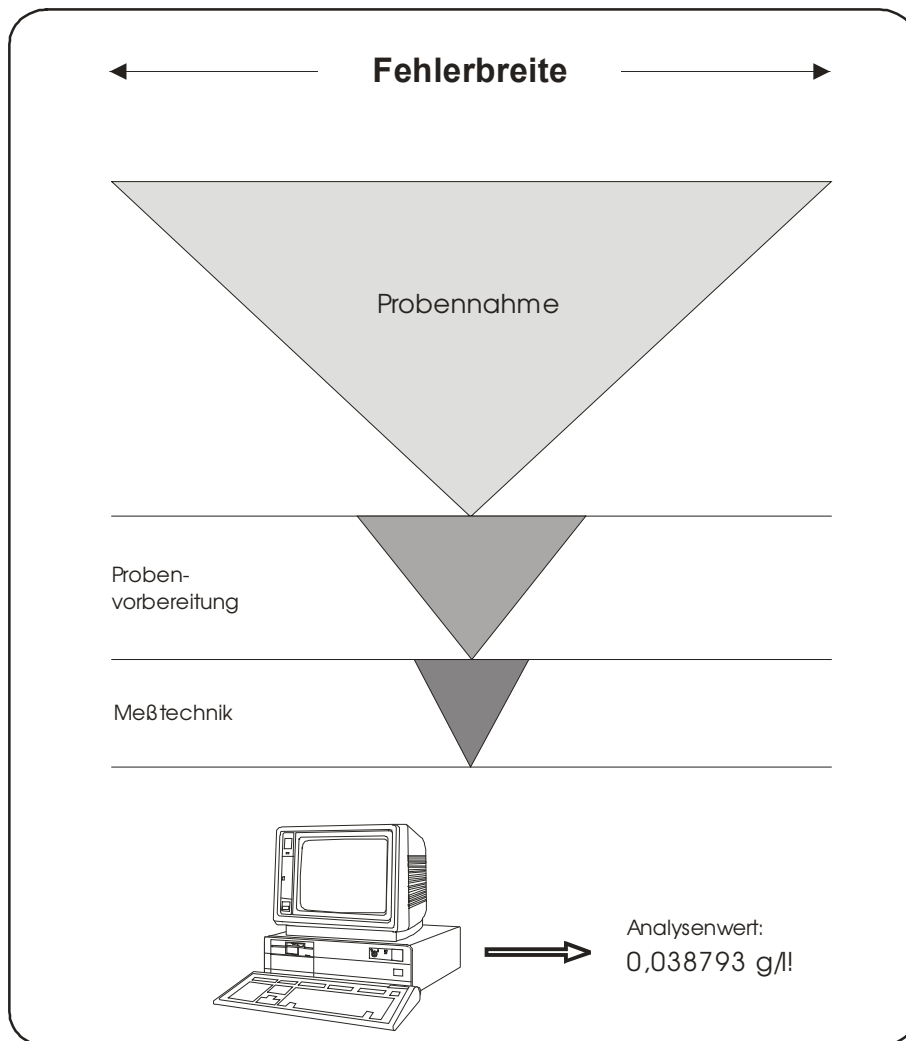 Fehlerbreite
Probennahme
Proben-
vorbereitung
Meßtechnik
Analysenwert:
0,038793 g/l!